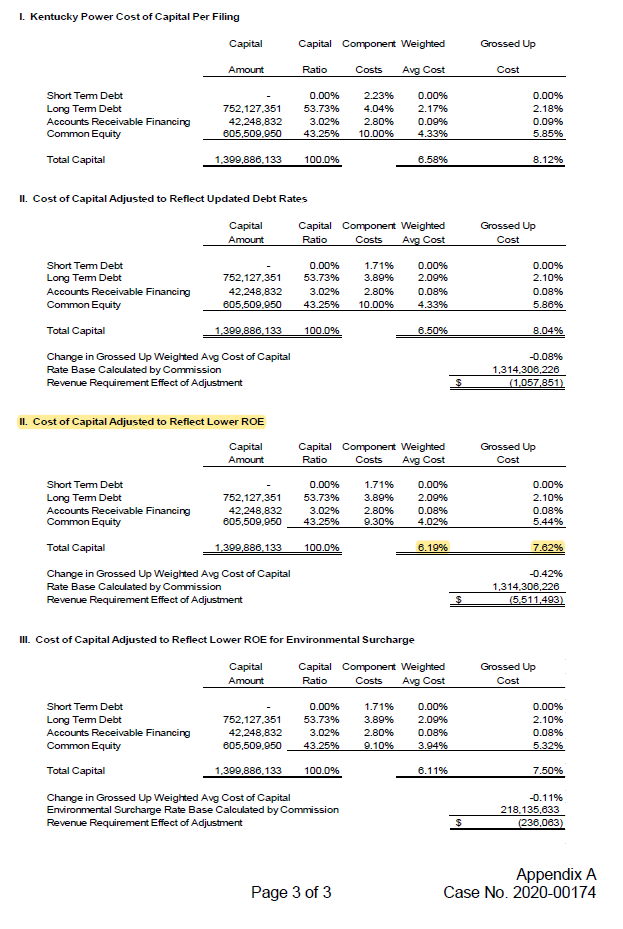 I. Kentucky Power Cost of Capital Per Filing
Capital Capital Component Weighted Grossed Up
Amount Ratio Costs Avg Cost Cost
Short Term Debt - 0.00% 2.23% 0.00% 0.00%
Long Term Debt 752,127,351 53.73% 4.04% 2.17% 2.18%
Accounts Receivable Financing 42,248,832 3.02% 2.80% 0.09% 0.09%
Common Equity 605,509,950 43.25% 10.00% 4.33% 5.85%
Total Capital 1,399,886,133 100.0% 6.58% 8.12%
II. Cost of Capital Adjusted to Reflect Updated Debt Rates
Capital Capital Component Weighted Grossed Up
Amount Ratio Costs Avg Cost Cost
Short Term Debt - 0.00% 1.71% 0.00% 0.00%
Long Term Debt 752,127,351 53.73% 3.89% 2.09% 2.10%
Accounts Receivable Financing 42,248,832 3.02% 2.80% 0.08% 0.08%
Common Equity 605,509,950 43.25% 10.00% 4.33% 5.86%
Total Capital 1,399,886,133 100.0% 6.50% 8.04%
Change in Grossed Up Weighted Avg Cost of Capital -0.08%
Rate Base Calculated by Commission 1,314,306,226
Revenue Requirement Effect of Adjustment $ (1,057,851)
II. Cost of Capital Adjusted to Reflect Lower ROE
Capital Capital Component Weighted Grossed Up
Amount Ratio Costs Avg Cost Cost
Short Term Debt - 0.00% 1.71% 0.00% 0.00%
Long Term Debt 752,127,351 53.73% 3.89% 2.09% 2.10%
Accounts Receivable Financing 42,248,832 3.02% 2.80% 0.08% 0.08%
Common Equity 605,509,950 43.25% 9.30% 4.02% 5.44%
Total Capital 1,399,886,133 100.0% 6.19% 7.62%
Change in Grossed Up Weighted Avg Cost of Capital -0.42%
Rate Base Calculated by Commission 1,314,306,226
Revenue Requirement Effect of Adjustment $ (5,511,493)
III. Cost of Capital Adjusted to Reflect Lower ROE for Environmental Surcharge
Capital Capital Component Weighted Grossed Up
Amount Ratio Costs Avg Cost Cost
Short Term Debt - 0.00% 1.71% 0.00% 0.00%
Long Term Debt 752,127,351 53.73% 3.89% 2.09% 2.10%
Accounts Receivable Financing 42,248,832 3.02% 2.80% 0.08% 0.08%
Common Equity 605,509,950 43.25% 9.10% 3.94% 5.32%
Total Capital 1,399,886,133 100.0% 6.11% 7.50%
Change in Grossed Up Weighted Avg Cost of Capital -0.11%
Environmental Surcharge Rate Base Calculated by Commission 218,135,633
Revenue Requirement Effect of Adjustment $ (236,063)
Appendix A
Page 3 of 3 Case No. 2020-00174